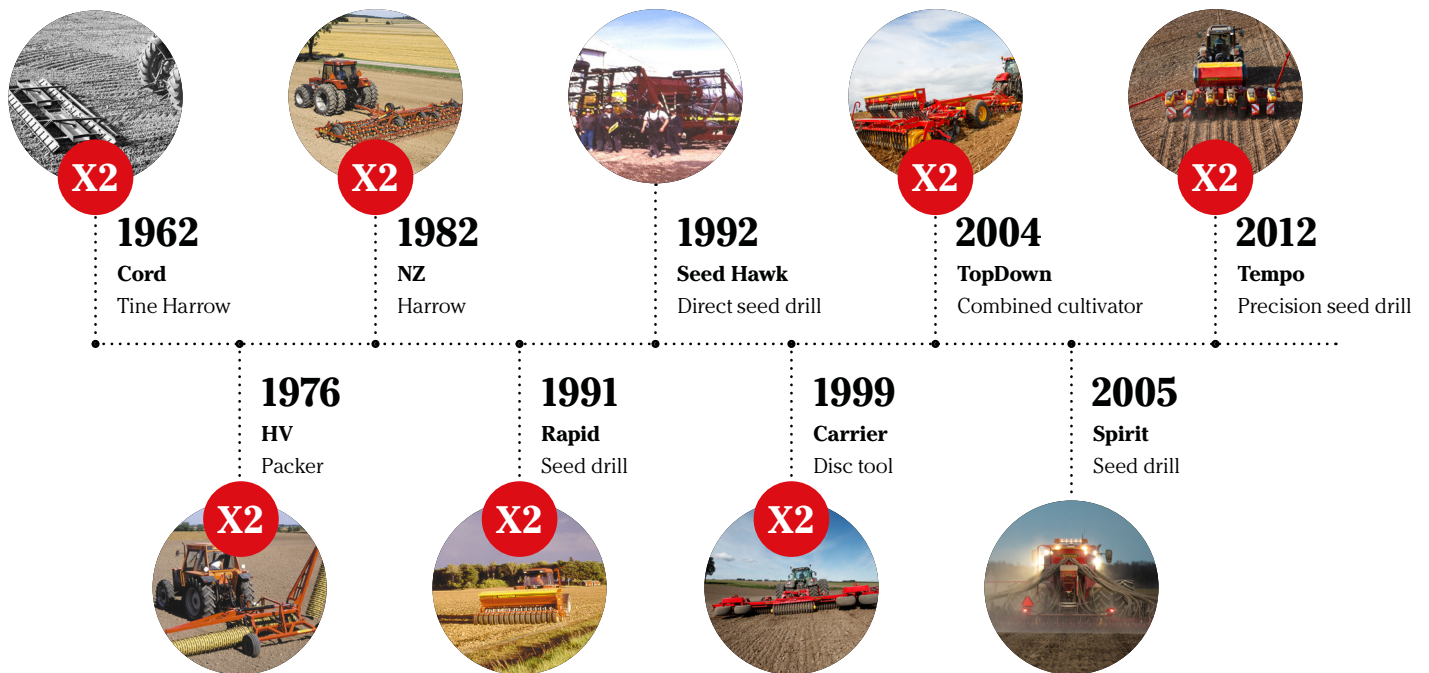 X2
1962
Cord
Tine Harrow
X2
1976
HV
Packer
X2
1982
NZ
Harrow
X2
1991
Rapid
Seed drill
1992
Seed Hawk
Direct seed drill
X2
1999
Carrier
Disc tool
X2
2004
TopDown
Combined cultivator
2005
Spirit
Seed drill
X2
2012
Tempo
Precision seed drill